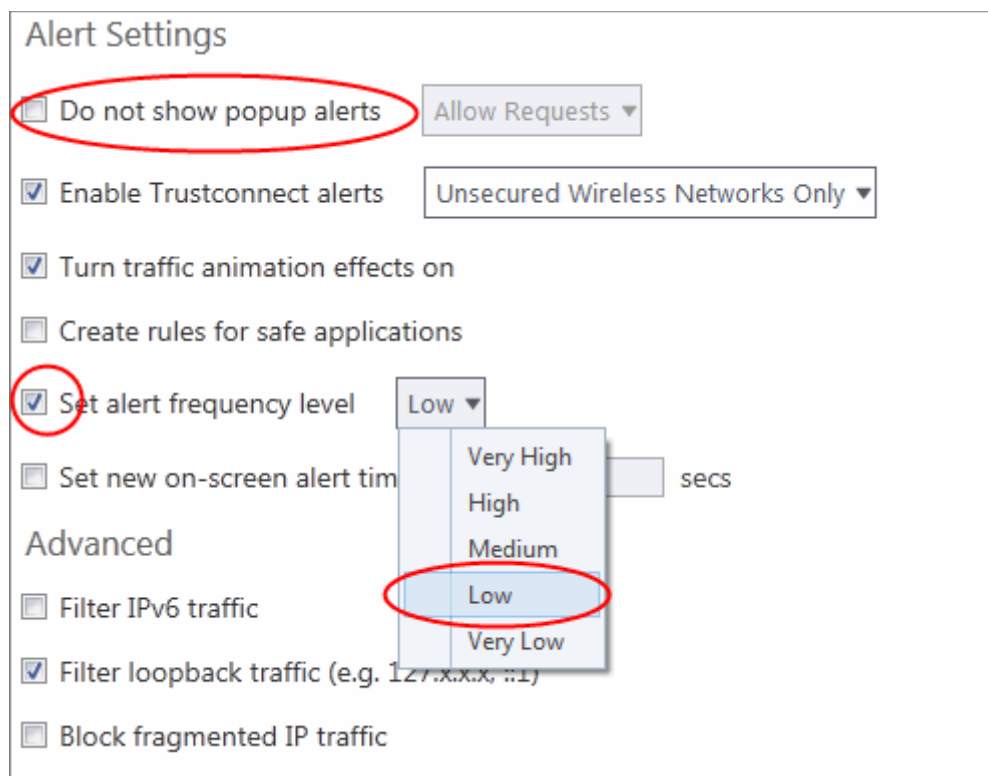 Alert Settings
Do not show popup alerts Allow Requests
Enable Trustconnect alerts Unsecured Wireless Networks Only
Turn traffic animation effects on
Create rules for safe applications
Set alert frequency level Low
Very High
Set new on-screen alert tim secs
High
Medium
Advanced
Low
Filter IPv6 traffic
Very Low
Filter loopback traffic (e.g. 127.x.x.x, ::1)
Block fragmented IP traffic